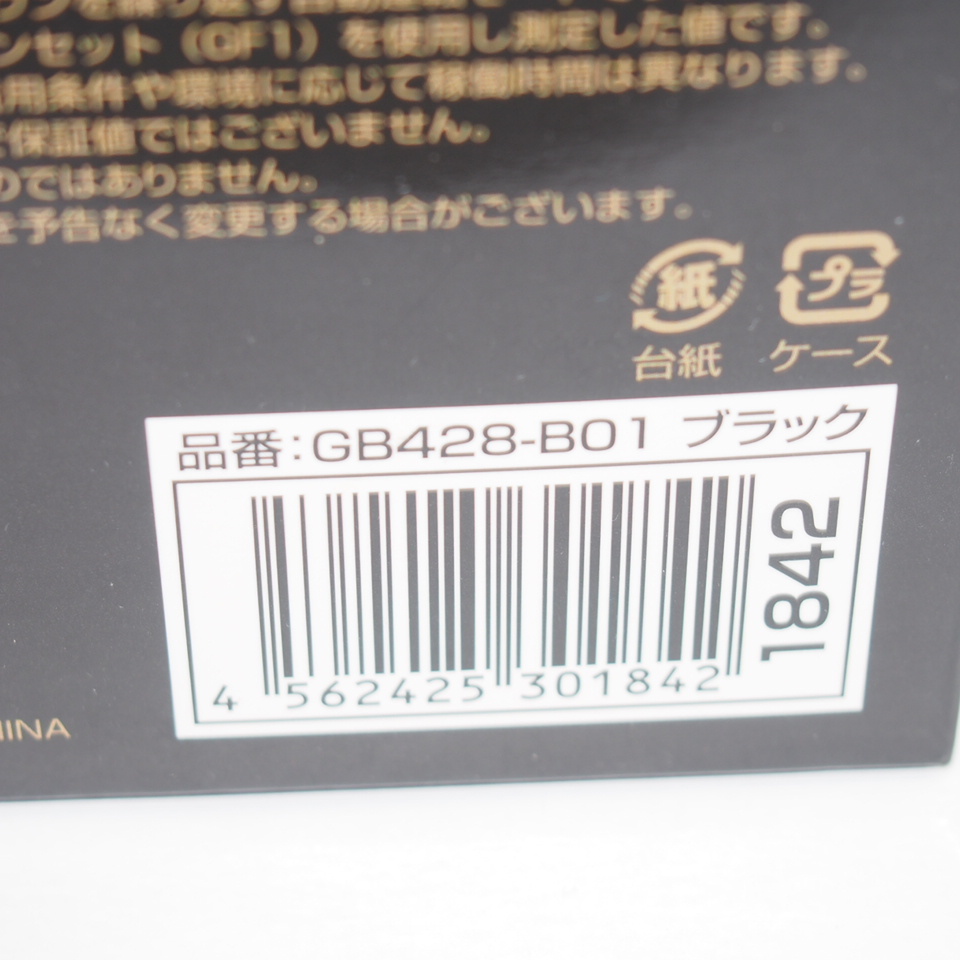 ンセット（GF1）を使用し測定した値です。
用条件や環境に応じて稼働時間は異なります。
保証値ではございません。
のではありません。
を予告なく変更する場合がございます。
紙
プラ
台紙
ケース
品番:GB428-B01 ブラック
1842
4 562425 301842
HINA